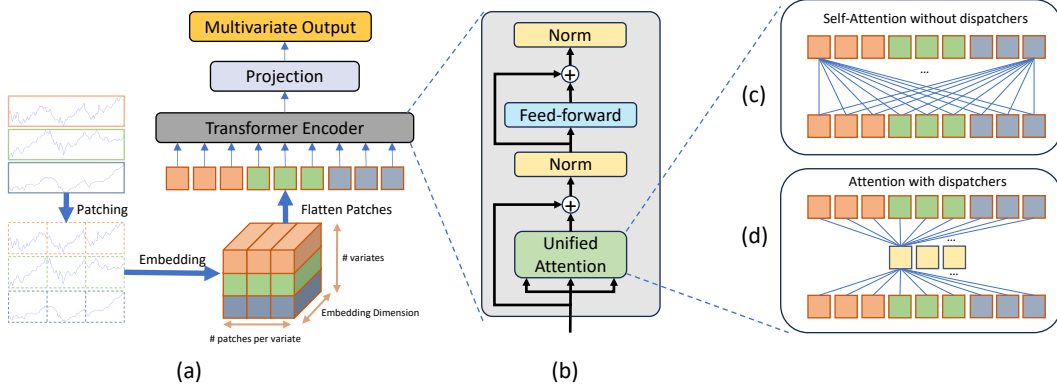 Multivariate Output
Projection
Transformer Encoder
Patching
Flatten Patches
Embedding
# variates
Embedding Dimension
# patches per variate
(a)
Norm
Feed-forward
Norm
Unified
Attention
(b)
Self-Attention without dispatchers
...
(c)
Attention with dispatchers
...
...
(d)